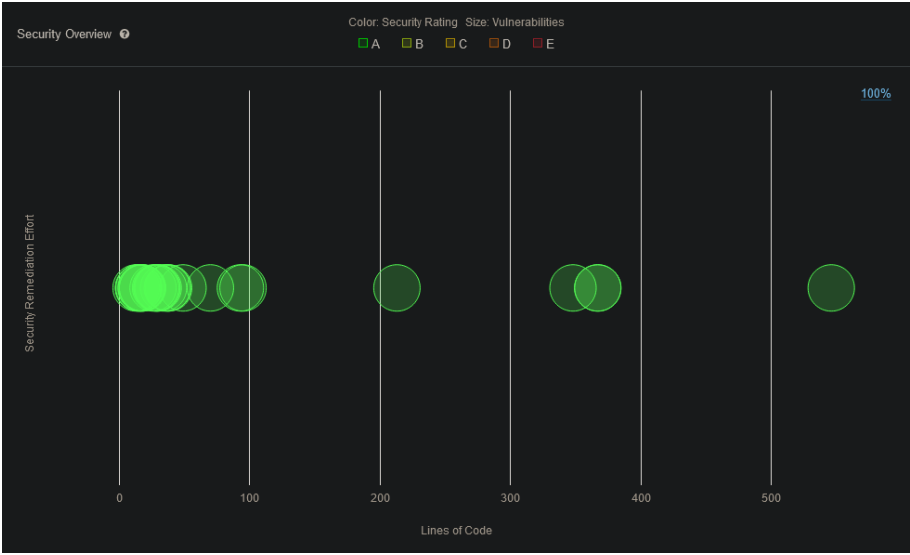 Color: Security Rating Size: Vulnerabilities
Security Overview ?
A B C D E
100%
Security Remediation Effort
0 100 200 300 400 500
Lines of Code